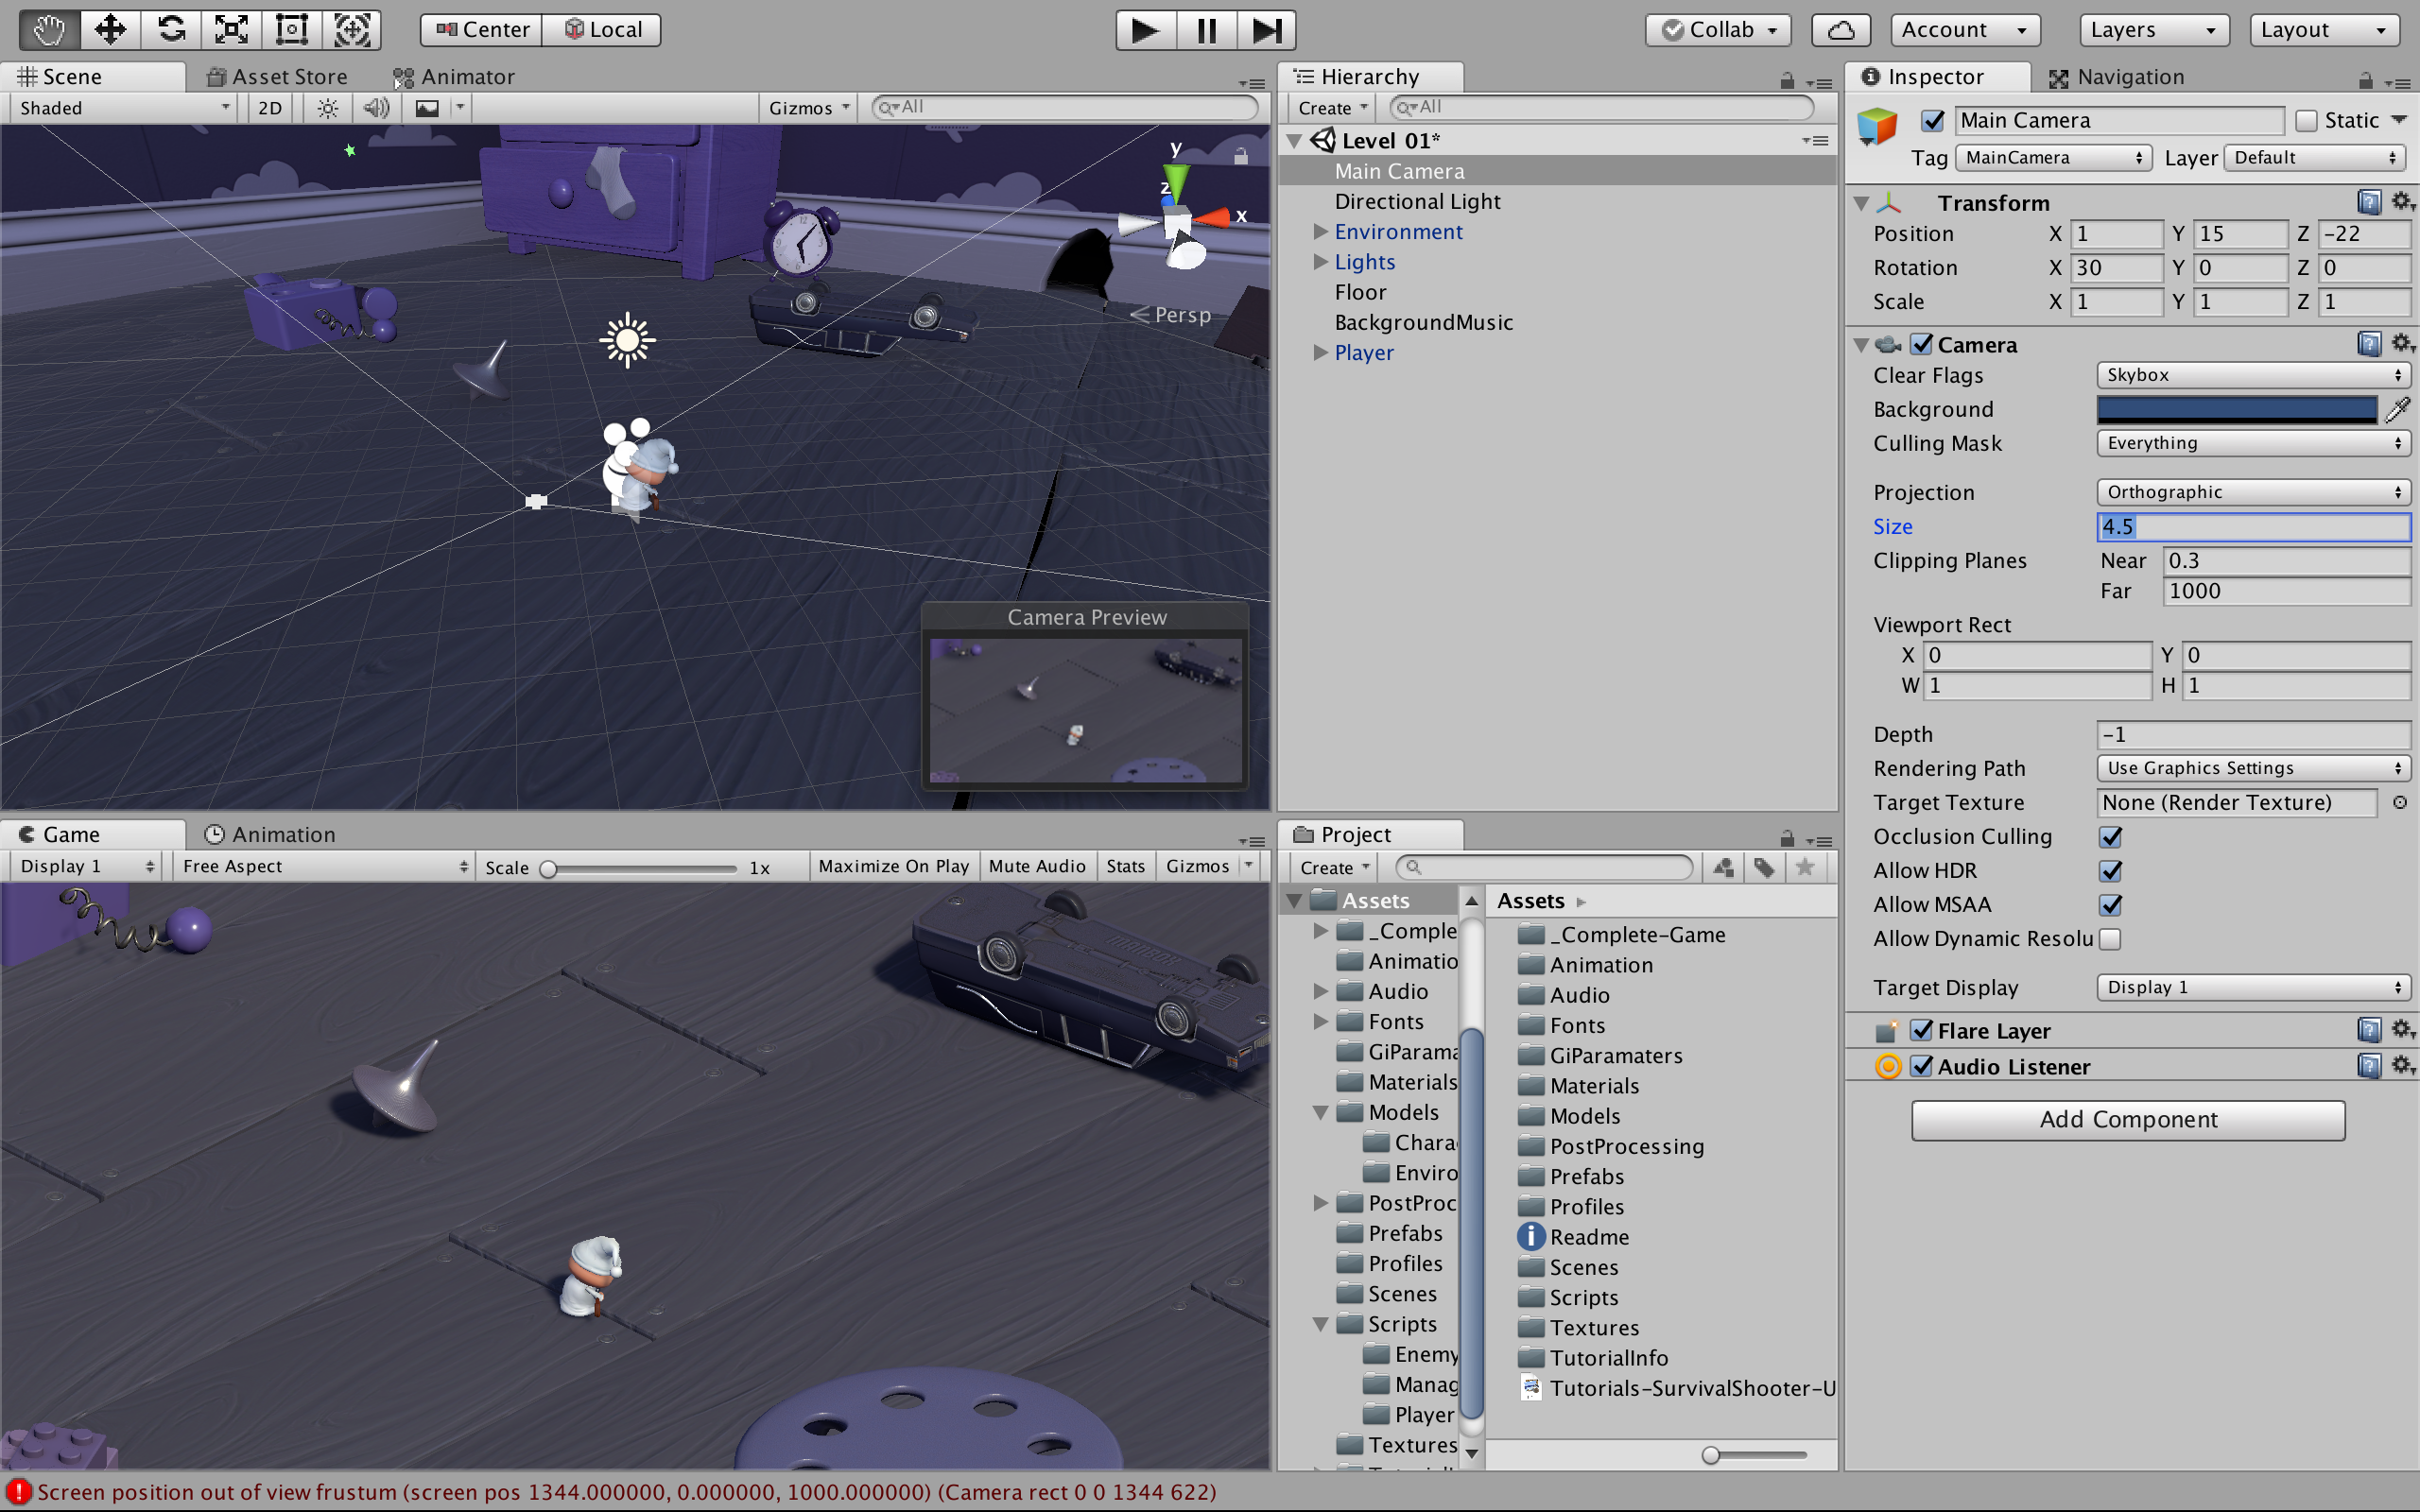 Center Local Collab Account Layers Layout
Scene Asset Store Animator
Shaded 2D Gizmos All
y
z
x
Persp
Camera Preview
Game Animation
Display 1 Free Aspect Scale 1x Maximize On Play Mute Audio Stats Gizmos
Hierarchy
Create All
Level 01*
Main Camera
Directional Light
Environment
Lights
Floor
BackgroundMusic
Player
Project
Create
Assets
_Comple
Animatio
Audio
Fonts
GiParama
Materials
Models
Chara
Enviro
PostProc
Prefabs
Profiles
Scenes
Scripts
Enemy
Manag
Player
Textures
Assets
_Complete-Game
Animation
Audio
Fonts
GiParamaters
Materials
Models
PostProcessing
Prefabs
Profiles
Readme
Scenes
Scripts
Textures
TutorialInfo
Tutorials-SurvivalShooter-U
Inspector Navigation
Main Camera Static
Tag MainCamera Layer Default
Transform
Position X 1 Y 15 Z -22
Rotation X 30 Y 0 Z 0
Scale X 1 Y 1 Z 1
Camera
Clear Flags Skybox
Background
Culling Mask Everything
Projection Orthographic
Size 4.5
Clipping Planes Near 0.3
Far 1000
Viewport Rect
X 0 Y 0
W 1 H 1
Depth -1
Rendering Path Use Graphics Settings
Target Texture None (Render Texture)
Occlusion Culling
Allow HDR
Allow MSAA
Allow Dynamic Resolu
Target Display Display 1
Flare Layer
Audio Listener
Add Component
Screen position out of view frustum (screen pos 1344.000000, 0.000000, 1000.000000) (Camera rect 0 0 1344 622)